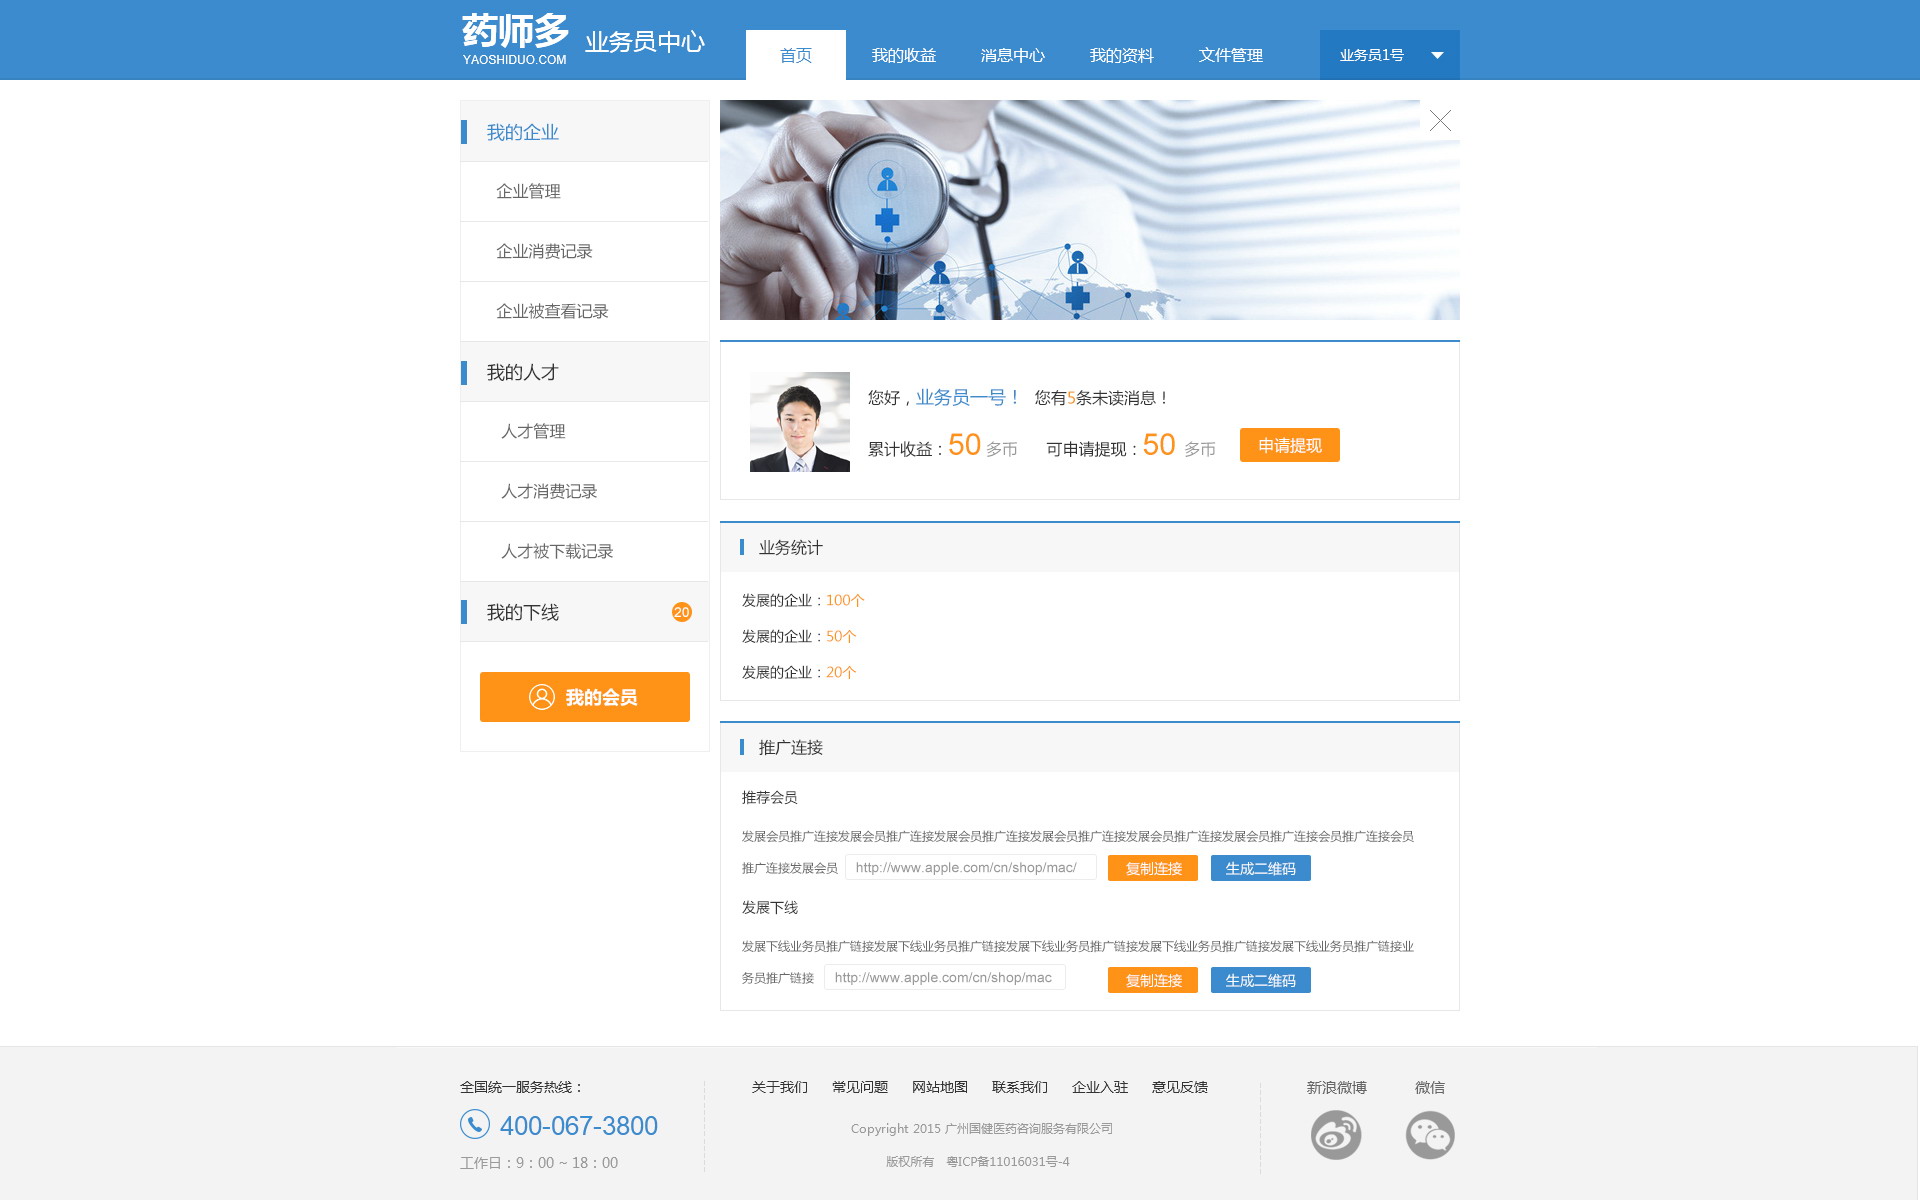 药师多
YAOSHIDUO.COM
业务员中心
首页 我的收益 消息中心 我的资料 文件管理
业务员1号
我的企业
企业管理
企业消费记录
企业被查看记录
我的人才
人才管理
人才消费记录
人才被下载记录
我的下线 20
我的会员
您好，业务员一号！ 您有5条未读消息！
累计收益：50 多币 可申请提现：50 多币 申请提现
业务统计
发展的企业：100个
发展的企业：50个
发展的企业：20个
推广连接
推荐会员
发展会员推广连接发展会员推广连接发展会员推广连接发展会员推广连接发展会员推广连接发展会员推广连接会员推广连接会员
推广连接发展会员 http://www.apple.com/cn/shop/mac/ 复制连接 生成二维码
发展下线
发展下线业务员推广链接发展下线业务员推广链接发展下线业务员推广链接发展下线业务员推广链接发展下线业务员推广链接业
务员推广链接 http://www.apple.com/cn/shop/mac 复制连接 生成二维码
全国统一服务热线：
400-067-3800
工作日：9：00 ~ 18：00
关于我们 常见问题 网站地图 联系我们 企业入驻 意见反馈
Copyright 2015 广州国健医药咨询服务有限公司
版权所有 粤ICP备11016031号-4
新浪微博 微信